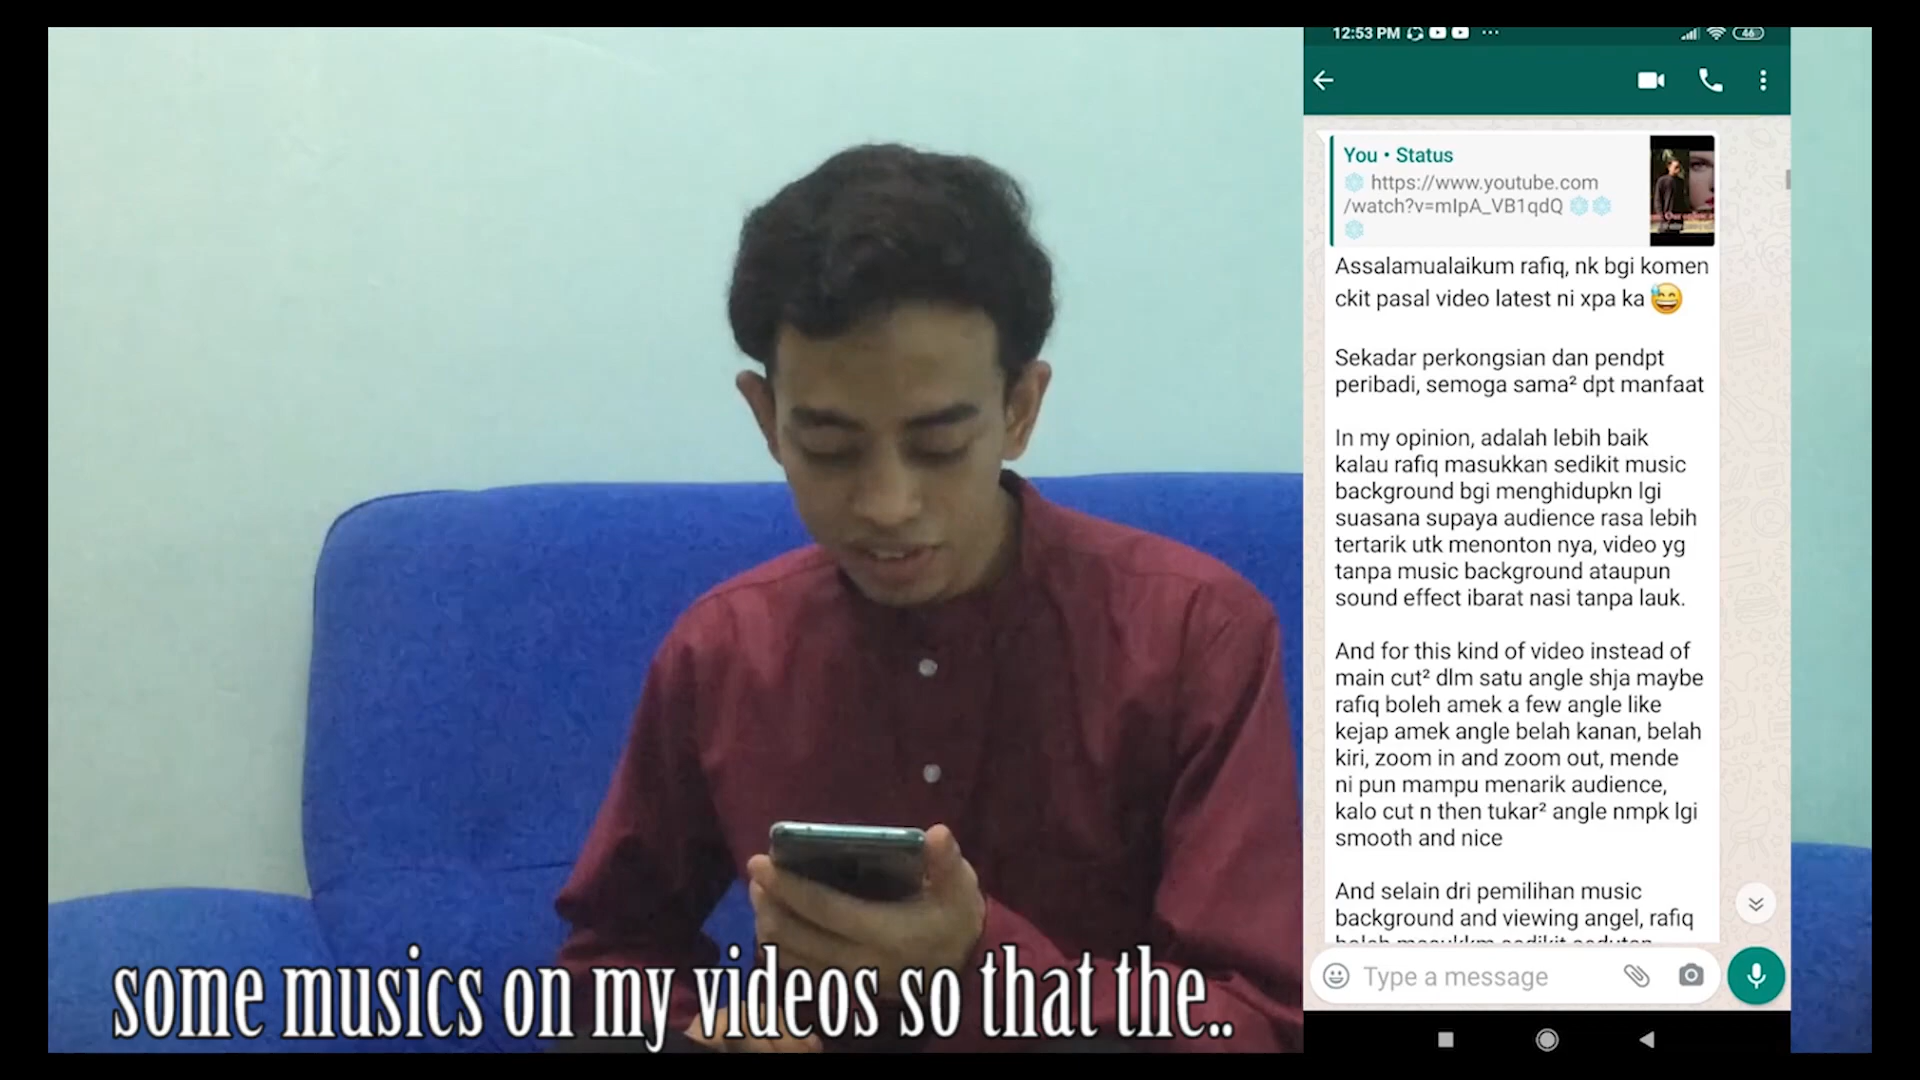 12:53 PM
46
You • Status
https://www.youtube.com
/watch?v=mIpA_VB1qdQ
Assalamualaikum rafiq, nk bgi komen
ckit pasal video latest ni xpa ka
Sekadar perkongsian dan pendpt
peribadi, semoga sama² dpt manfaat
In my opinion, adalah lebih baik
kalau rafiq masukkan sedikit music
background bgi menghidupkn lgi
suasana supaya audience rasa lebih
tertarik utk menonton nya, video yg
tanpa music background ataupun
sound effect ibarat nasi tanpa lauk.
And for this kind of video instead of
main cut² dlm satu angle shja maybe
rafiq boleh amek a few angle like
kejap amek angle belah kanan, belah
kiri, zoom in and zoom out, mende
ni pun mampu menarik audience,
kalo cut n then tukar² angle nmpk lgi
smooth and nice
And selain dri pemilihan music
background and viewing angel, rafiq
Type a message
some musics on my videos so that the..